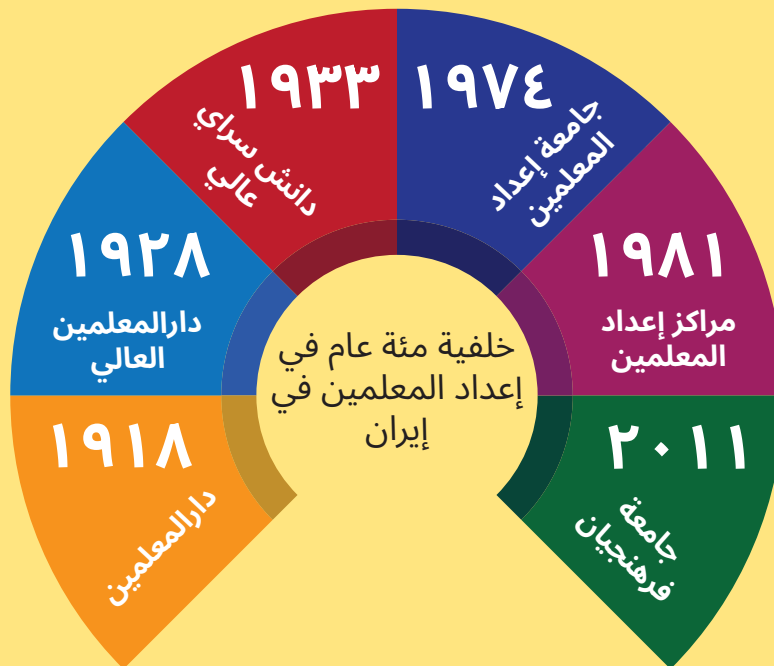 ١٩١٨
دارالمعلمين
١٩٢٨
دارالمعلمين
العالي
١٩٣٣
دانش سراي
عالي
١٩٧٤
جامعة إعداد
المعلمين
١٩٨١
مراكز إعداد
المعلمين
٢٠١١
جامعة
فرهنجيان
خلفية مئة عام في
إعداد المعلمين في
إيران